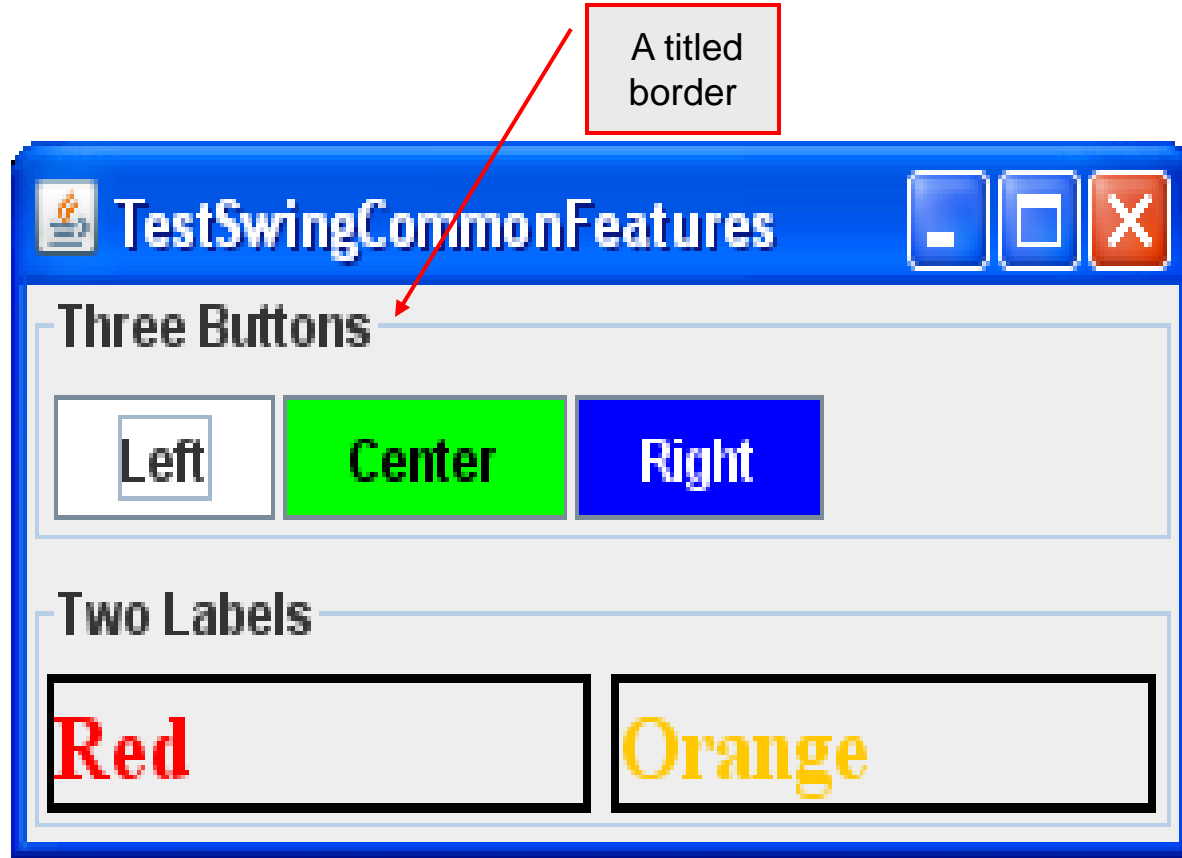 A titled
border
TestSwingCommonFeatures
Three Buttons
Left Center Right
Two Labels
Red Orange